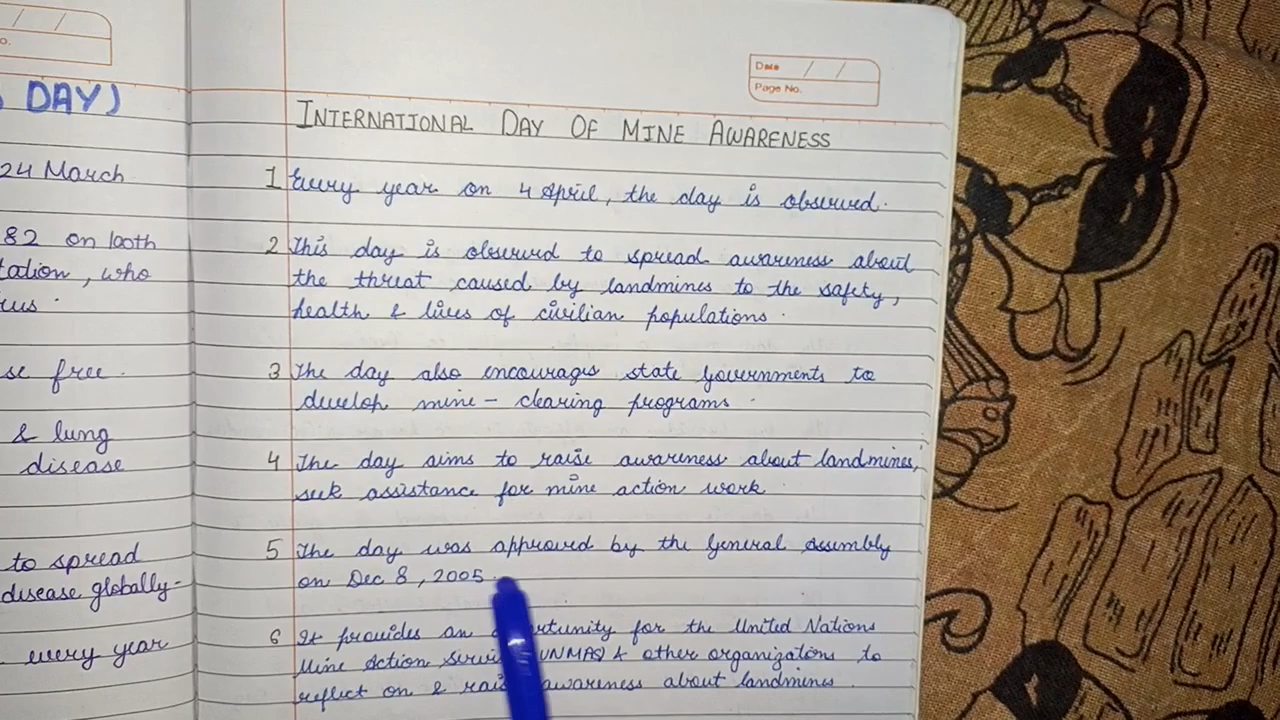 o.
DAY)
24 March
82 on
tation, who
se free.
& lung
disease
to spread
disease globally-
every year
Date / /
Page No.
INTERNATIONAL DAY OF MINE AWARENESS
1 Every year on 4 April, the day is observed.
2 This day is observed to spread awareness about
the threat caused by landmines to the safety,
health & lives of civilian populations.
3 The day also encourages state governments to
develop mine-clearing programs.
4 The day aims to raise awareness about landmines,
seek assistance for mine action work.
5 The day was approved by the General Assembly
on Dec 8, 2005.
6 It provides an rtunity for the United Nations
Mine Action UNMAS) & other organizations to
reflect on & awareness about landmines.